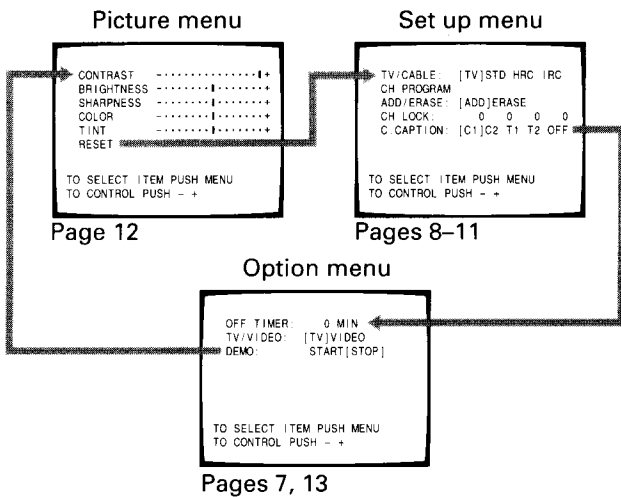 Picture menu
CONTRAST - - - - - - - - - - - - - - ❙ +
BRIGHTNESS - - - - - - - ❙ - - - - - - - +
SHARPNESS - - - - - - - ❙ - - - - - - - +
COLOR - - - - - - - ❙ - - - - - - - +
TINT - - - - - - - ❙ - - - - - - - +
RESET
TO SELECT ITEM PUSH MENU
TO CONTROL PUSH – +
Page 12
Set up menu
TV/CABLE: [TV]STD HRC IRC
CH PROGRAM
ADD/ERASE: [ADD]ERASE
CH LOCK: 0 0 0 0
C.CAPTION: [C1]C2 T1 T2 OFF
TO SELECT ITEM PUSH MENU
TO CONTROL PUSH – +
Pages 8–11
Option menu
OFF TIMER: 0 MIN
TV/VIDEO: [TV]VIDEO
DEMO: START[STOP]
TO SELECT ITEM PUSH MENU
TO CONTROL PUSH – +
Pages 7, 13